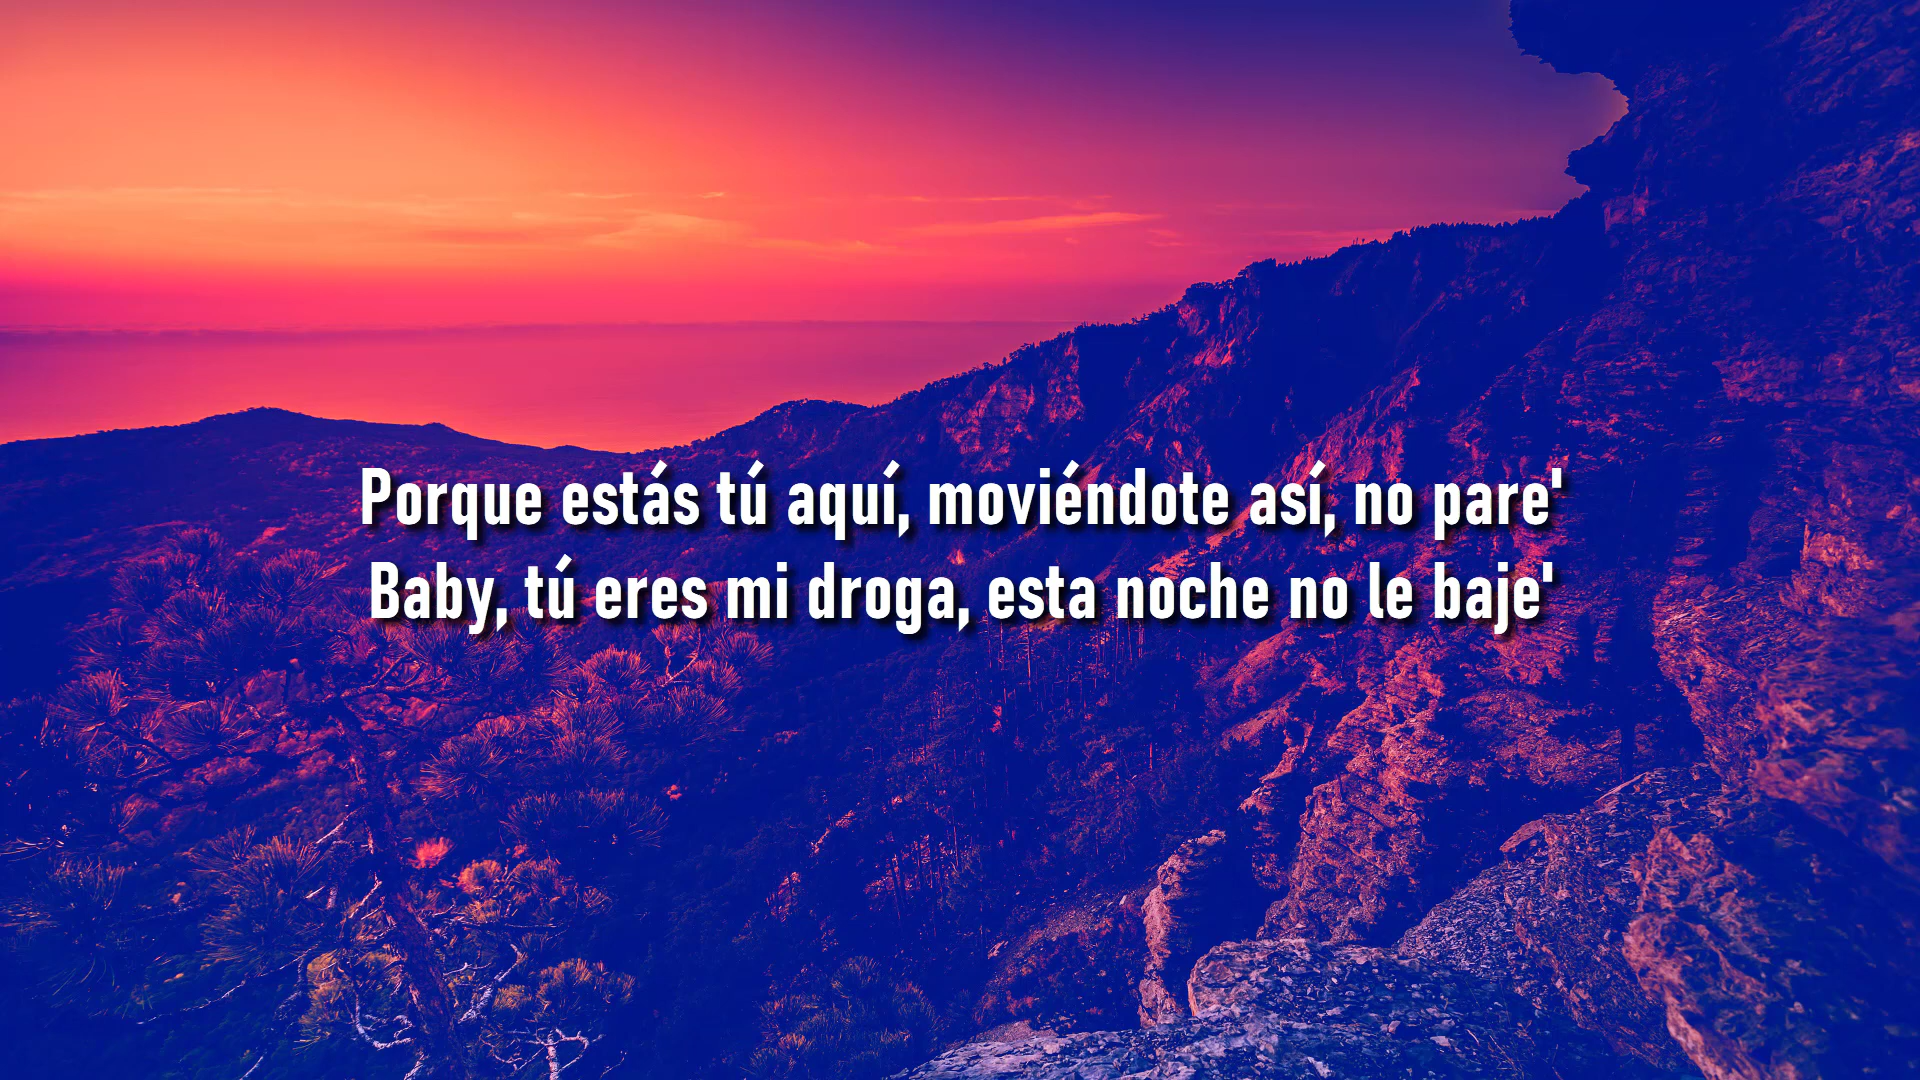 Porque estás tú aquí, moviéndote así, no pare'
Baby, tú eres mi droga, esta noche no le baje'